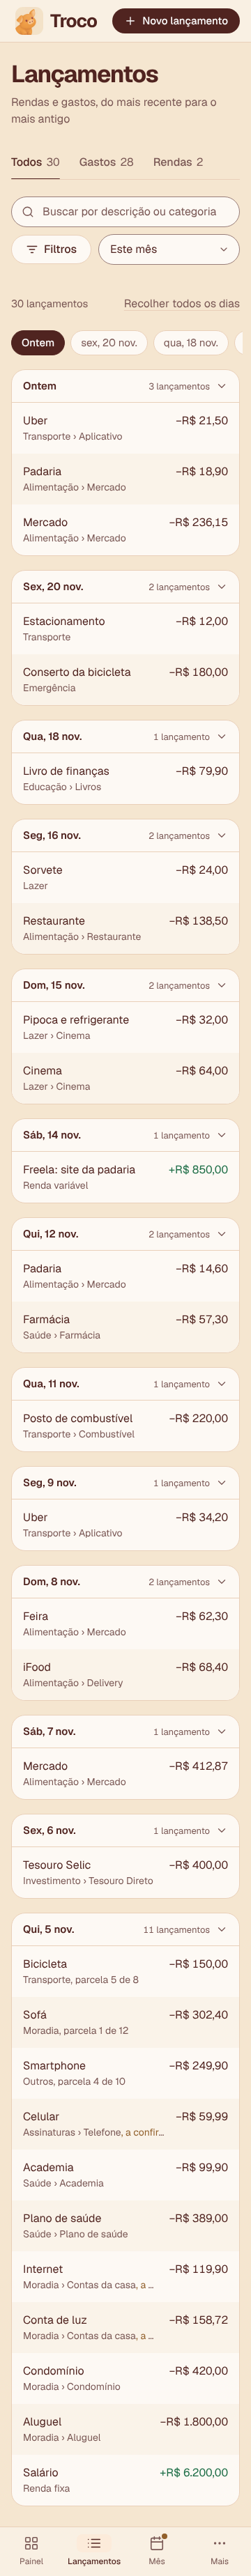 Troco
Novo lançamento
Lançamentos
Rendas e gastos, do mais recente para o
mais antigo
Todos 30 Gastos 28 Rendas 2
Buscar por descrição ou categoria
Filtros Este mês
30 lançamentos Recolher todos os dias
Ontem sex, 20 nov. qua, 18 nov.
Ontem 3 lançamentos
Uber −R$ 21,50
Transporte › Aplicativo
Padaria −R$ 18,90
Alimentação › Mercado
Mercado −R$ 236,15
Alimentação › Mercado
Sex, 20 nov. 2 lançamentos
Estacionamento −R$ 12,00
Transporte
Conserto da bicicleta −R$ 180,00
Emergência
Qua, 18 nov. 1 lançamento
Livro de finanças −R$ 79,90
Educação › Livros
Seg, 16 nov. 2 lançamentos
Sorvete −R$ 24,00
Lazer
Restaurante −R$ 138,50
Alimentação › Restaurante
Dom, 15 nov. 2 lançamentos
Pipoca e refrigerante −R$ 32,00
Lazer › Cinema
Cinema −R$ 64,00
Lazer › Cinema
Sáb, 14 nov. 1 lançamento
Freela: site da padaria +R$ 850,00
Renda variável
Qui, 12 nov. 2 lançamentos
Padaria −R$ 14,60
Alimentação › Mercado
Farmácia −R$ 57,30
Saúde › Farmácia
Qua, 11 nov. 1 lançamento
Posto de combustível −R$ 220,00
Transporte › Combustível
Seg, 9 nov. 1 lançamento
Uber −R$ 34,20
Transporte › Aplicativo
Dom, 8 nov. 2 lançamentos
Feira −R$ 62,30
Alimentação › Mercado
iFood −R$ 68,40
Alimentação › Delivery
Sáb, 7 nov. 1 lançamento
Mercado −R$ 412,87
Alimentação › Mercado
Sex, 6 nov. 1 lançamento
Tesouro Selic −R$ 400,00
Investimento › Tesouro Direto
Qui, 5 nov. 11 lançamentos
Bicicleta −R$ 150,00
Transporte, parcela 5 de 8
Sofá −R$ 302,40
Moradia, parcela 1 de 12
Smartphone −R$ 249,90
Outros, parcela 4 de 10
Celular −R$ 59,99
Assinaturas › Telefone, a confir...
Academia −R$ 99,90
Saúde › Academia
Plano de saúde −R$ 389,00
Saúde › Plano de saúde
Internet −R$ 119,90
Moradia › Contas da casa, a ...
Conta de luz −R$ 158,72
Moradia › Contas da casa, a ...
Condomínio −R$ 420,00
Moradia › Condomínio
Aluguel −R$ 1.800,00
Moradia › Aluguel
Salário +R$ 6.200,00
Renda fixa
Painel Lançamentos Mês Mais